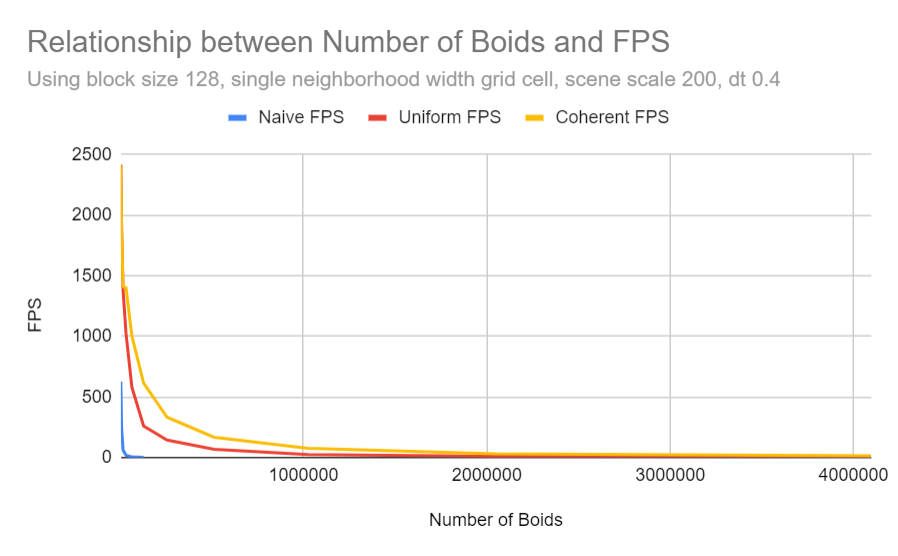 Relationship between Number of Boids and FPS
Using block size 128, single neighborhood width grid cell, scene scale 200, dt 0.4
Naive FPS Uniform FPS Coherent FPS
2500
2000
1500
1000
500
0
FPS
1000000 2000000 3000000 4000000
Number of Boids